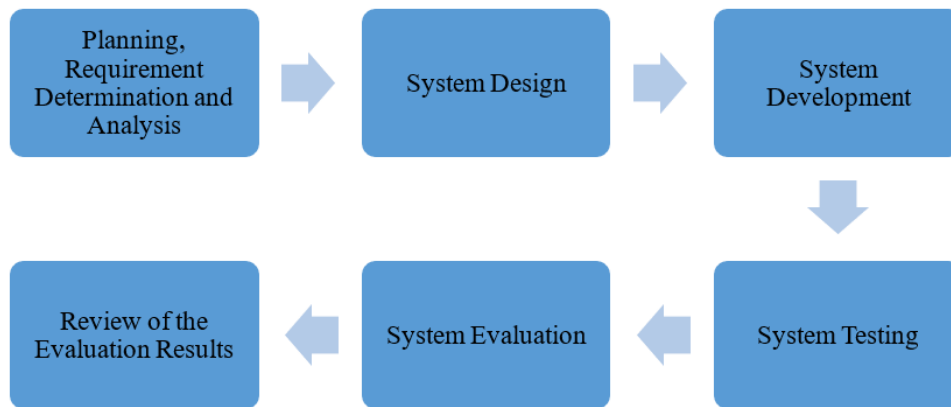 Planning,
Requirement
Determination and
Analysis
System Design
System
Development
System Testing
System Evaluation
Review of the
Evaluation Results